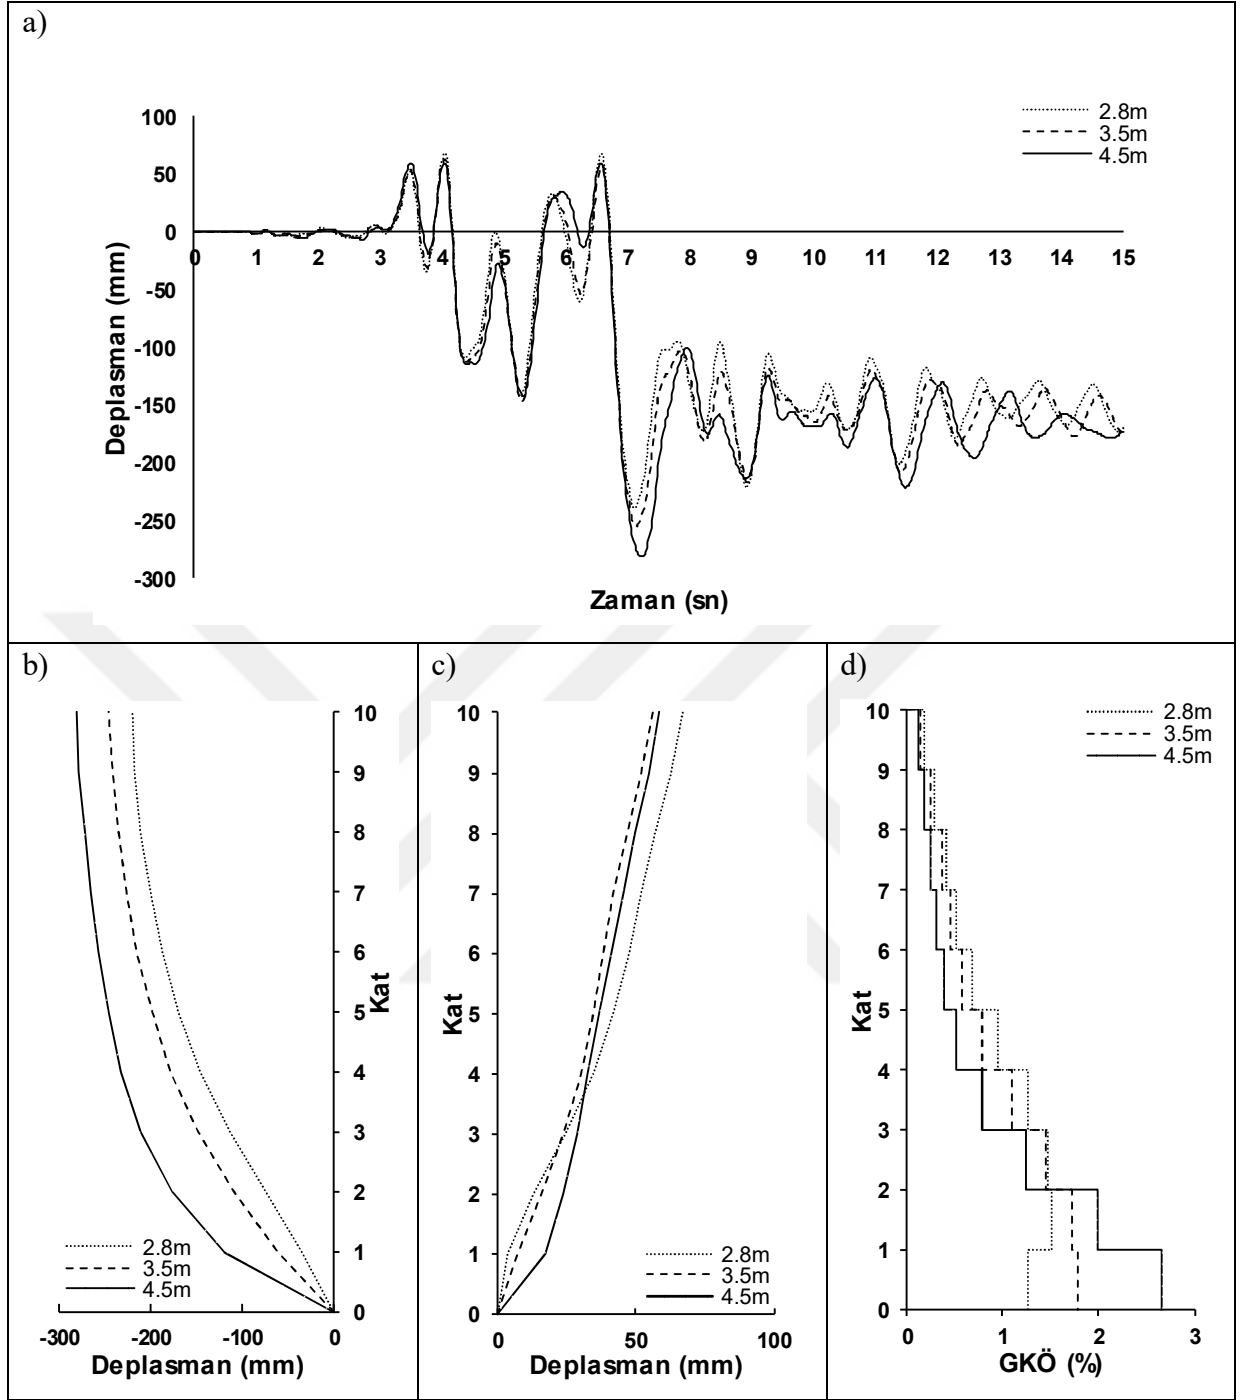 a)
100
50
0
-50
-100
-150
-200
-250
-300
0 1 2 3 4 5 6 7 8 9 10 11 12 13 14 15
Deplasman (mm)
Zaman (sn)
2.8m
3.5m
4.5m
b)
10
9
8
7
6
5
4
3
2
1
0
Kat
2.8m
3.5m
4.5m
-300 -200 -100 0
Deplasman (mm)
c)
10
9
8
7
6
5
4
3
2
1
0
Kat
2.8m
3.5m
4.5m
0 50 100
Deplasman (mm)
d)
2.8m
3.5m
4.5m
10
9
8
7
6
5
4
3
2
1
0
Kat
0 1 2 3
GKÖ (%)